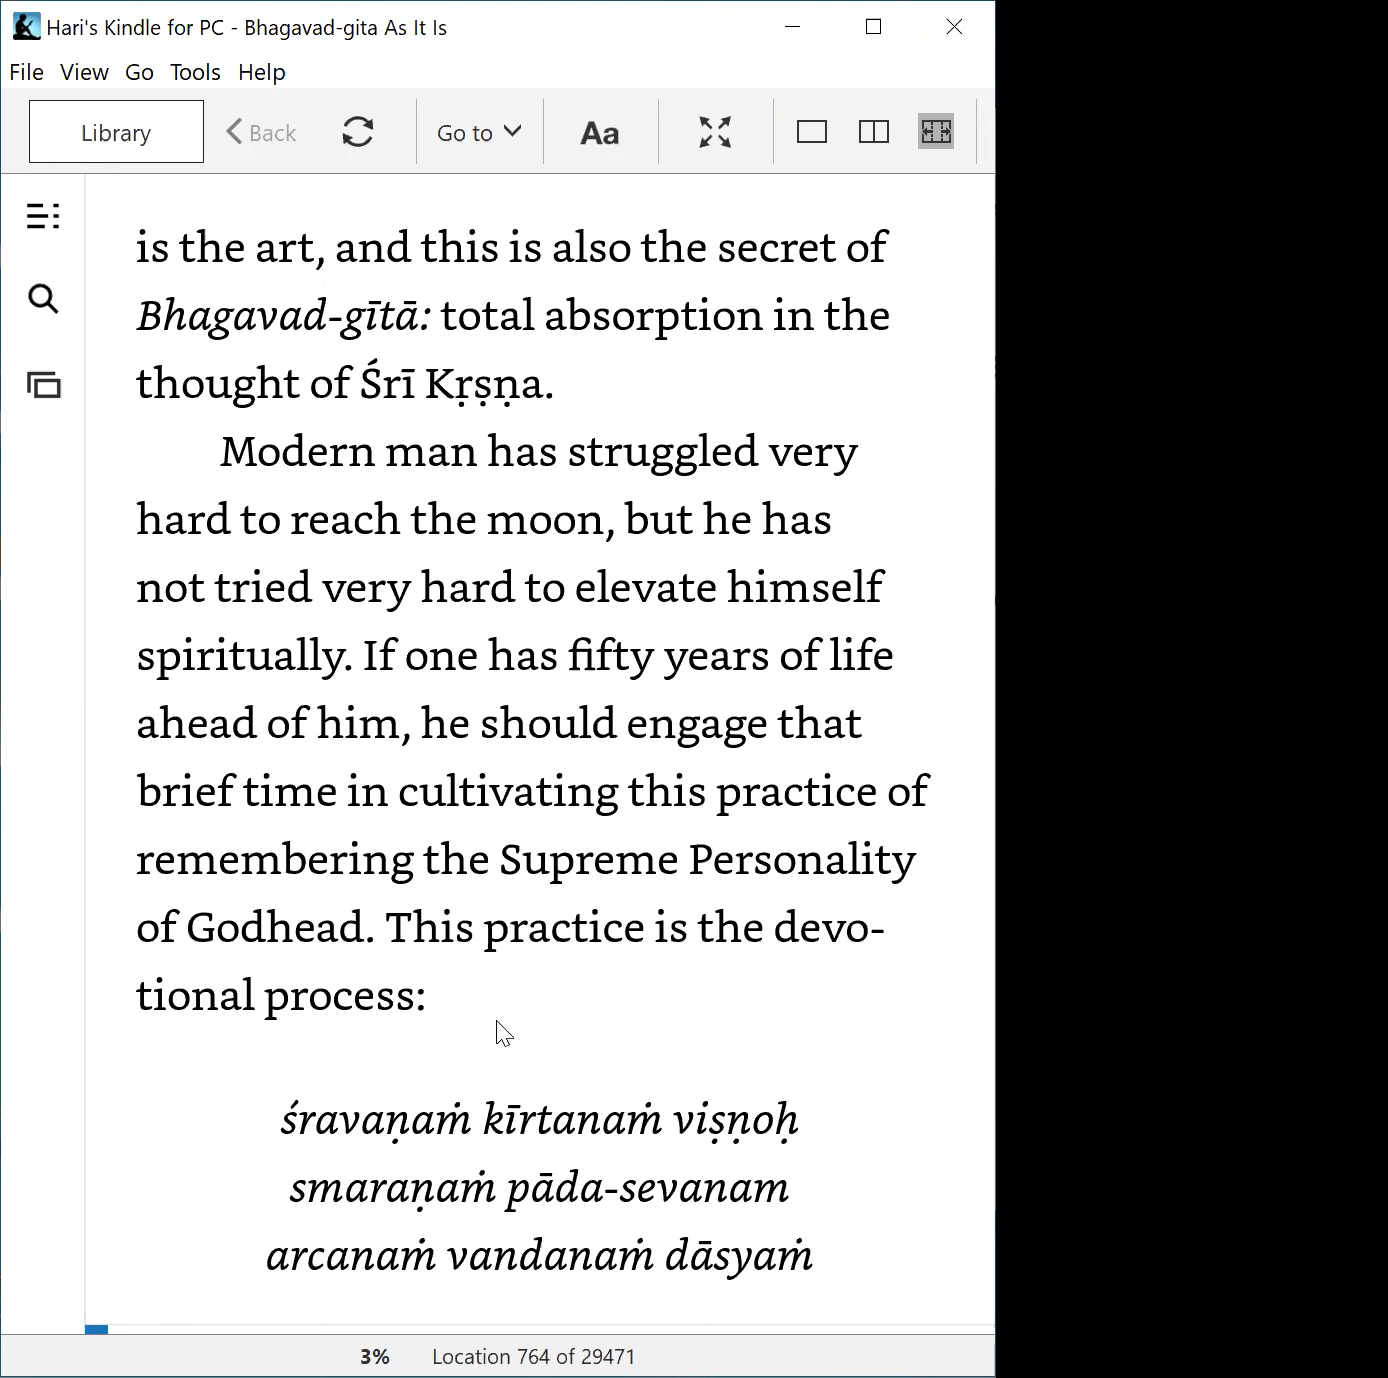 Hari's Kindle for PC - Bhagavad-gita As It Is
File View Go Tools Help
Library Back Go to Aa
is the art, and this is also the secret of
Bhagavad-gītā: total absorption in the
thought of Śrī Kṛṣṇa.
Modern man has struggled very
hard to reach the moon, but he has
not tried very hard to elevate himself
spiritually. If one has fifty years of life
ahead of him, he should engage that
brief time in cultivating this practice of
remembering the Supreme Personality
of Godhead. This practice is the devo-
tional process:
śravaṇaṁ kīrtanaṁ viṣṇoḥ
smaraṇaṁ pāda-sevanam
arcanaṁ vandanaṁ dāsyaṁ
3% Location 764 of 29471